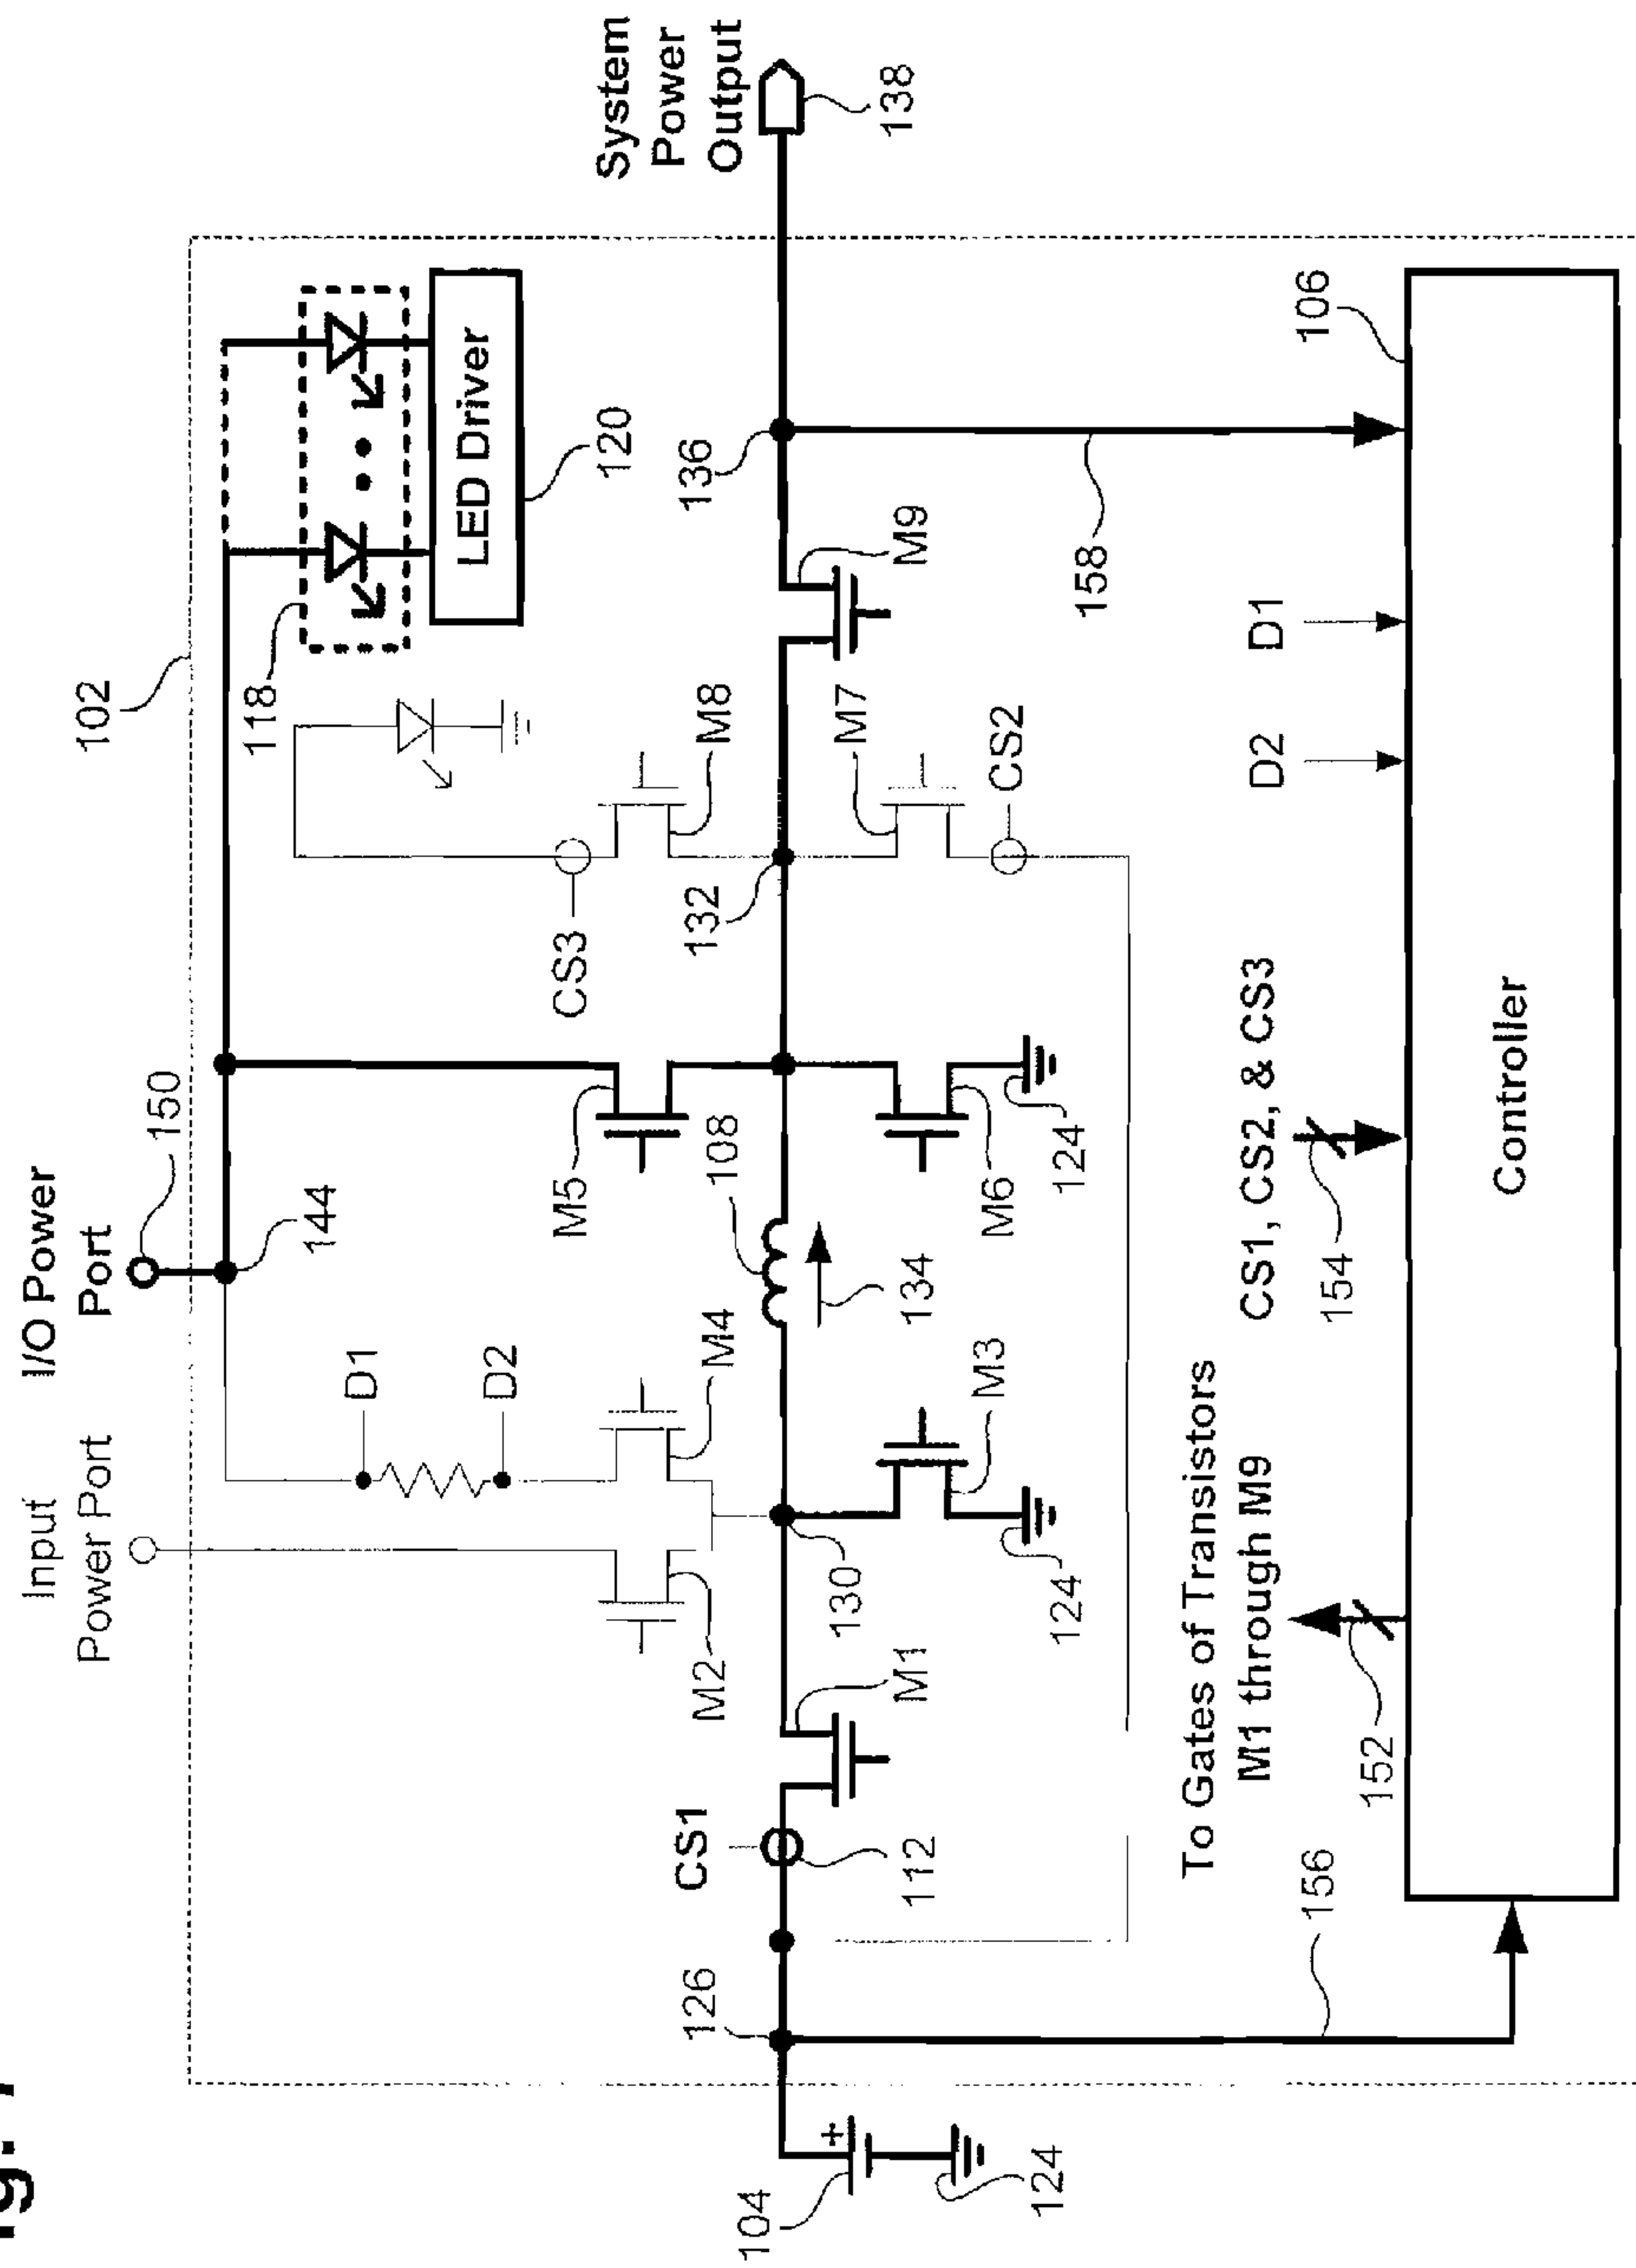 Input
Power Port
I/O Power
Port
150
144
102
118
LED Driver
120
D1
D2
M2
M4
M5
108
CS3
M8
132
M7
CS2
136
M9
System
Power
Output
138
104
124
126
CS1
112
M1
130
M3
124
134
M6
124
158
To Gates of Transistors
M1 through M9
152
CS1, CS2, & CS3
154
D2
D1
106
156
Controller